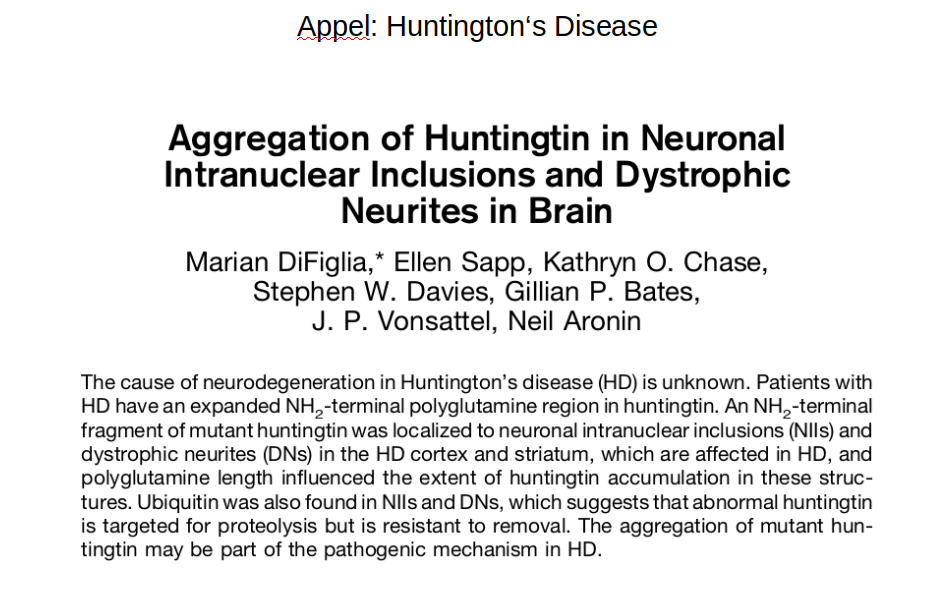 Appel: Huntington‘s Disease
Aggregation of Huntingtin in Neuronal
Intranuclear Inclusions and Dystrophic
Neurites in Brain
Marian DiFiglia,* Ellen Sapp, Kathryn O. Chase,
Stephen W. Davies, Gillian P. Bates,
J. P. Vonsattel, Neil Aronin
The cause of neurodegeneration in Huntington's disease (HD) is unknown. Patients with
HD have an expanded NH₂-terminal polyglutamine region in huntingtin. An NH₂-terminal
fragment of mutant huntingtin was localized to neuronal intranuclear inclusions (NIIs) and
dystrophic neurites (DNs) in the HD cortex and striatum, which are affected in HD, and
polyglutamine length influenced the extent of huntingtin accumulation in these struc-
tures. Ubiquitin was also found in NIIs and DNs, which suggests that abnormal huntingtin
is targeted for proteolysis but is resistant to removal. The aggregation of mutant hun-
tingtin may be part of the pathogenic mechanism in HD.